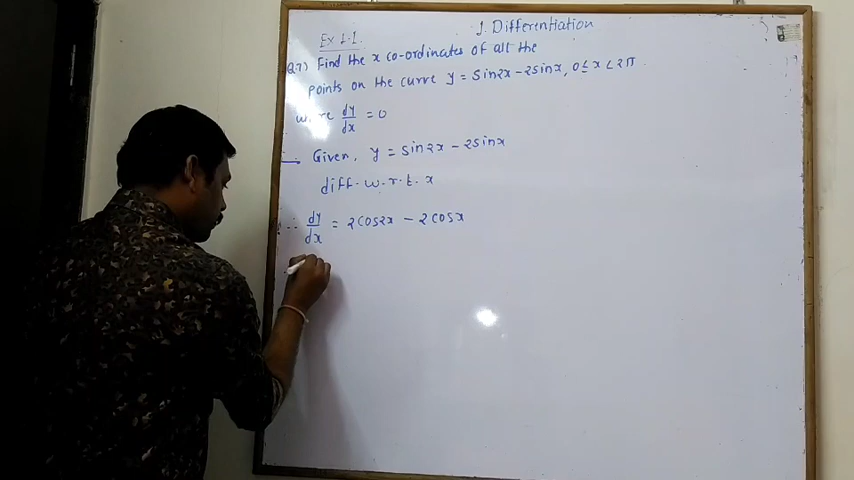 1. Differentiation
Ex 1.1
Q7) Find the x co-ordinates of all the
points on the curve y = sin2x - 2sinx, 0 ≤ x < 2π
were dy/dx = 0
Given, y = sin2x - 2sinx
diff. w.r.t. x
∴ dy/dx = 2cos2x - 2cosx